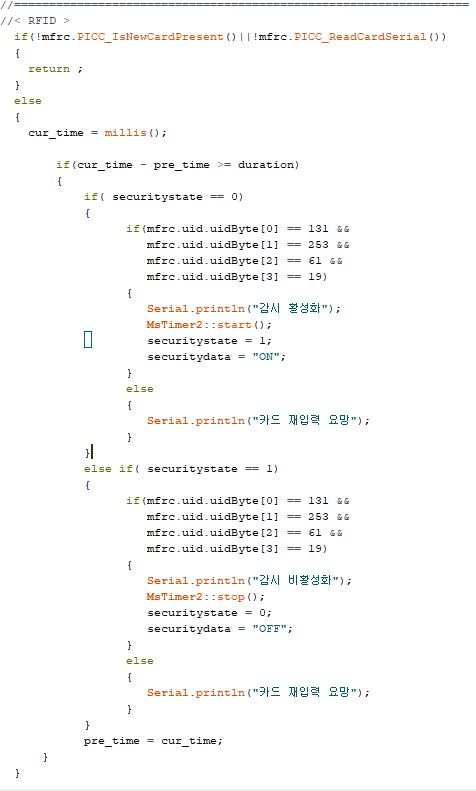 //=================================================================
//< RFID >
if(!mfrc.PICC_IsNewCardPresent()||!mfrc.PICC_ReadCardSerial())
{
return ;
}
else
{
cur_time = millis();
if(cur_time - pre_time >= duration)
{
if( securitystate == 0)
{
if(mfrc.uid.uidByte[0] == 131 &&
mfrc.uid.uidByte[1] == 253 &&
mfrc.uid.uidByte[2] == 61 &&
mfrc.uid.uidByte[3] == 19)
{
Serial.println("감시 활성화");
MsTimer2::start();
securitystate = 1;
securitydata = "ON";
}
else
{
Serial.println("카드 재입력 요망");
}
}
else if( securitystate == 1)
{
if(mfrc.uid.uidByte[0] == 131 &&
mfrc.uid.uidByte[1] == 253 &&
mfrc.uid.uidByte[2] == 61 &&
mfrc.uid.uidByte[3] == 19)
{
Serial.println("감시 비활성화");
MsTimer2::stop();
securitystate = 0;
securitydata = "OFF";
}
else
{
Serial.println("카드 재입력 요망");
}
}
pre_time = cur_time;
}
}